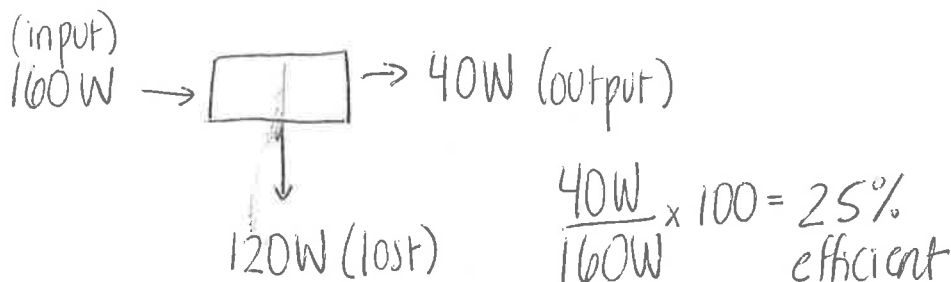 (input)
160W → → 40W (output)
120W (lost)
40W/160W x 100 = 25%
efficient